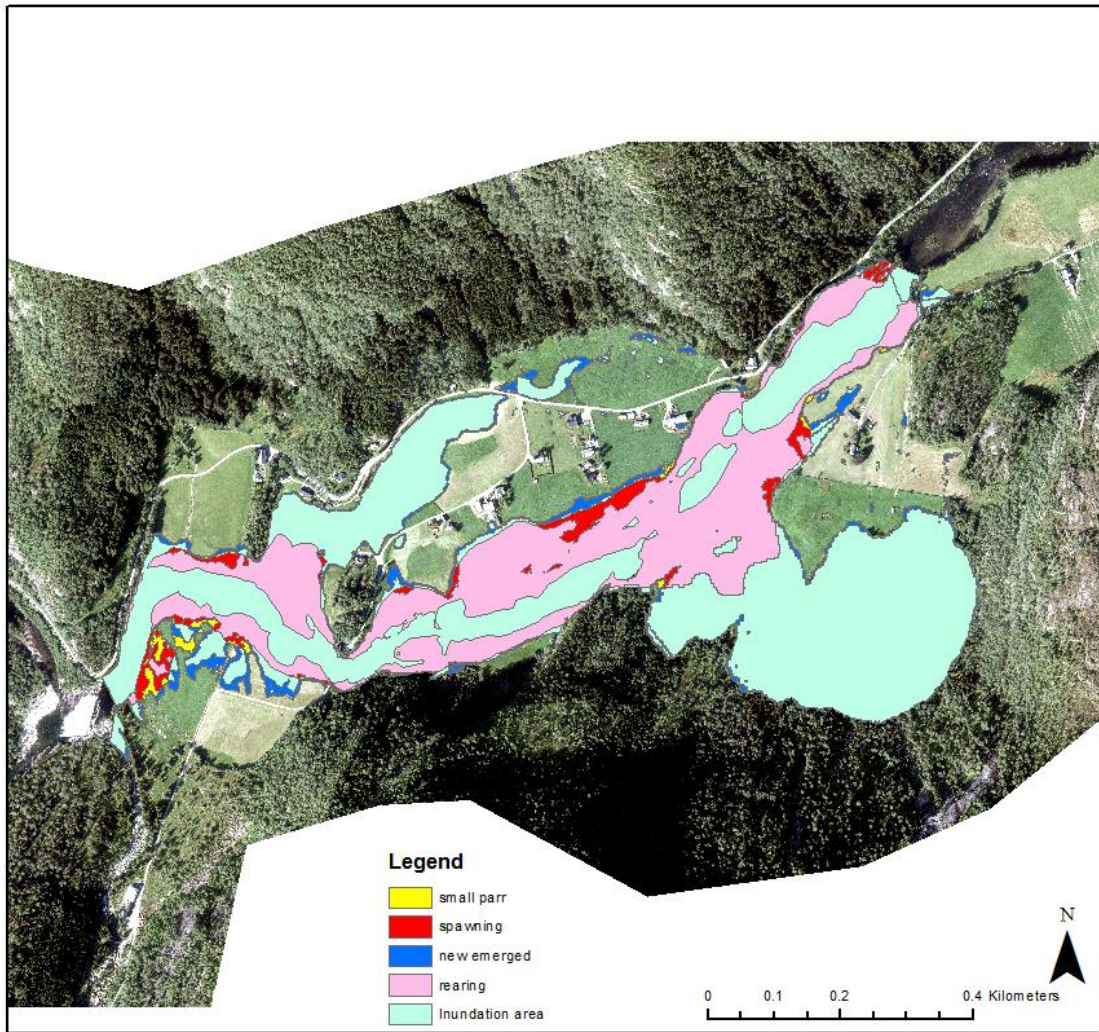 N
Legend
small parr
spawning
new emerged
rearing
Inundation area
0 0.1 0.2 0.4 Kilometers